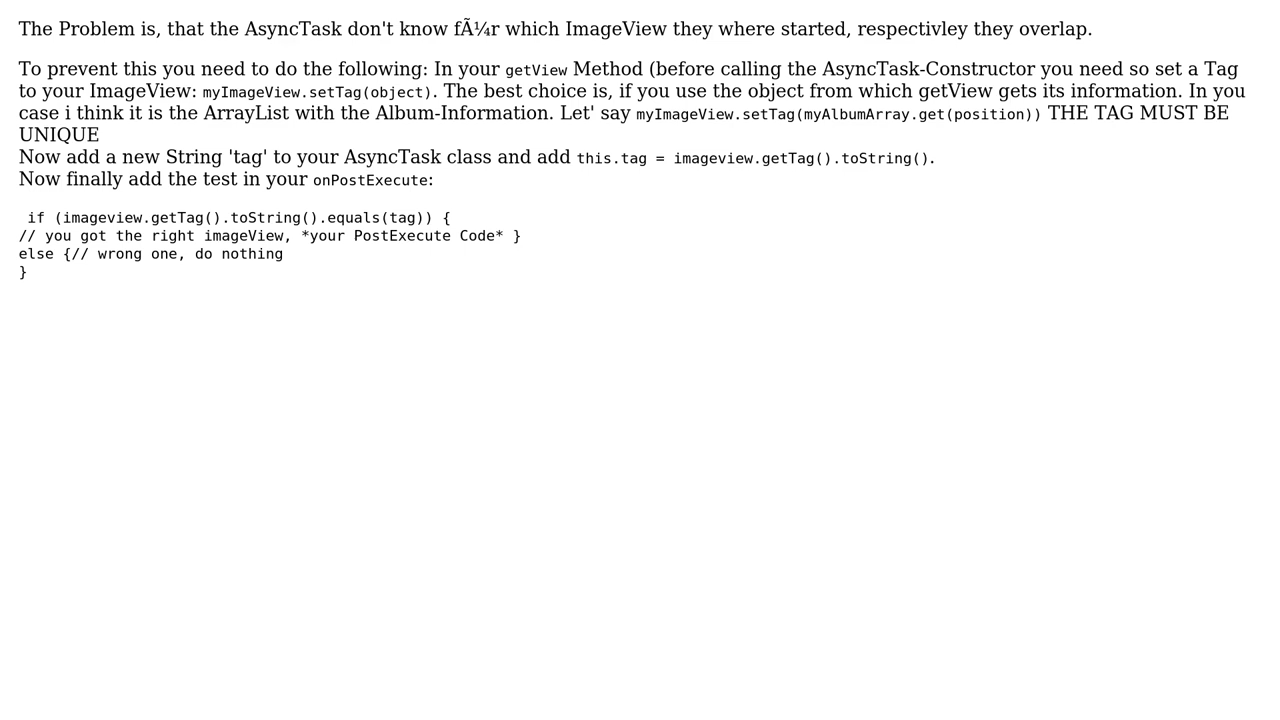 The Problem is, that the AsyncTask don't know fÃ¼r which ImageView they where started, respectivley they overlap.
To prevent this you need to do the following: In your getView Method (before calling the AsyncTask-Constructor you need so set a Tag
to your ImageView: myImageView.setTag(object). The best choice is, if you use the object from which getView gets its information. In you
case i think it is the ArrayList with the Album-Information. Let' say myImageView.setTag(myAlbumArray.get(position)) THE TAG MUST BE
UNIQUE
Now add a new String 'tag' to your AsyncTask class and add this.tag = imageview.getTag().toString().
Now finally add the test in your onPostExecute:
if (imageview.getTag().toString().equals(tag)) {
// you got the right imageView, *your PostExecute Code* }
else {// wrong one, do nothing
}